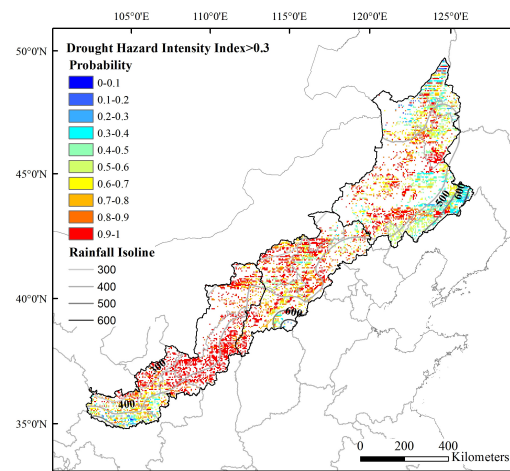 105°0'E 110°0'E 115°0'E 120°0'E 125°0'E
50°0'N
45°0'N
40°0'N
35°0'N
Drought Hazard Intensity Index>0.3
Probability
0-0.1
0.1-0.2
0.2-0.3
0.3-0.4
0.4-0.5
0.5-0.6
0.6-0.7
0.7-0.8
0.8-0.9
0.9-1
Rainfall Isoline
300
400
500
600
500
600
600
300
400
0 200 400
Kilometers